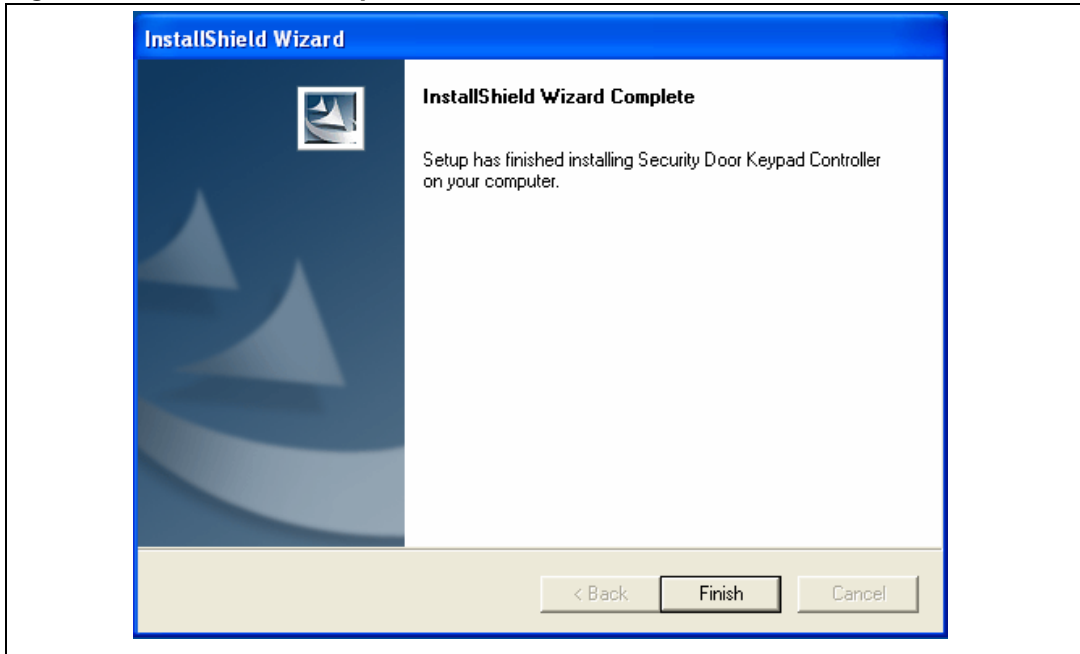 InstallShield Wizard
InstallShield Wizard Complete
Setup has finished installing Security Door Keypad Controller
on your computer.
< Back Finish Cancel